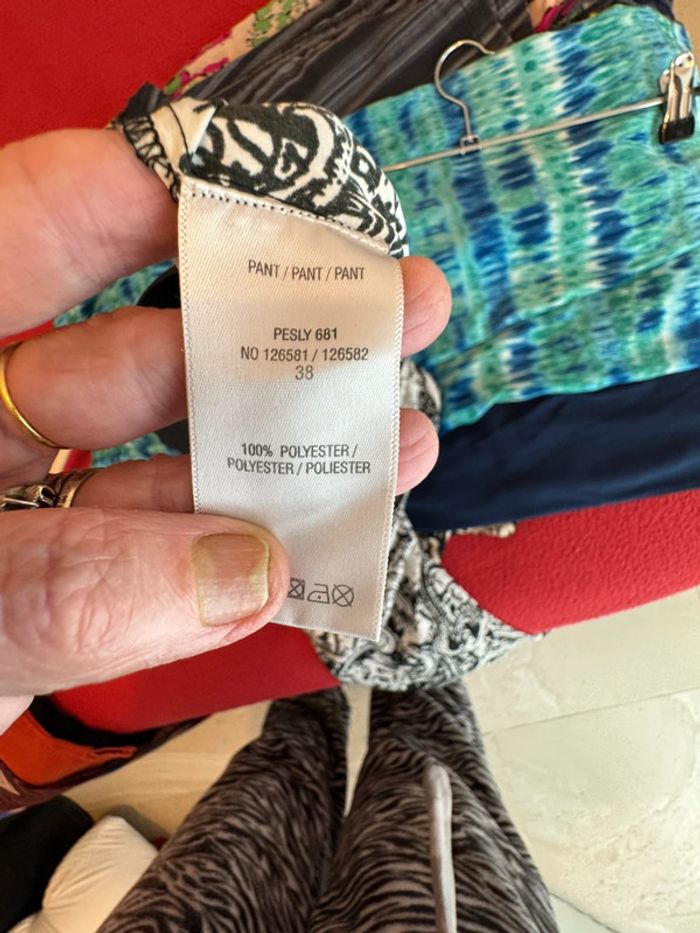 PANT / PANT / PANT
PESLY 681
NO 126581 / 126582
38
100% POLYESTER /
POLYESTER / POLIESTER